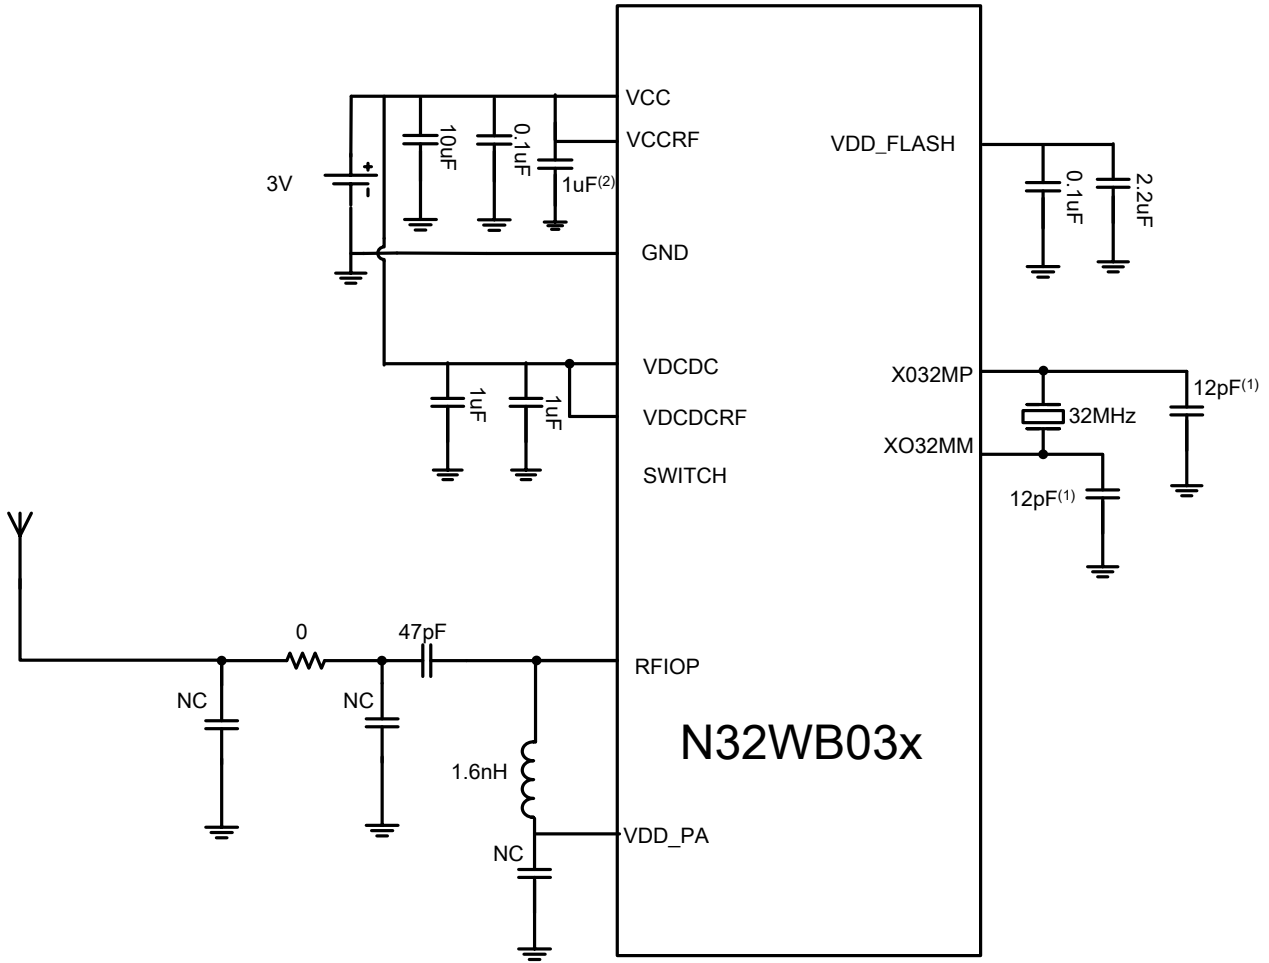 VCC
VCCRF
VDD_FLASH
10uF
0.1uF
1uF(2)
3V
+
-
0.1uF
2.2uF
GND
VDCDC
X032MP
12pF(1)
1uF
1uF
VDCDCRF
32MHz
XO32MM
SWITCH
12pF(1)
0
47pF
RFIOP
NC
NC
N32WB03x
1.6nH
VDD_PA
NC